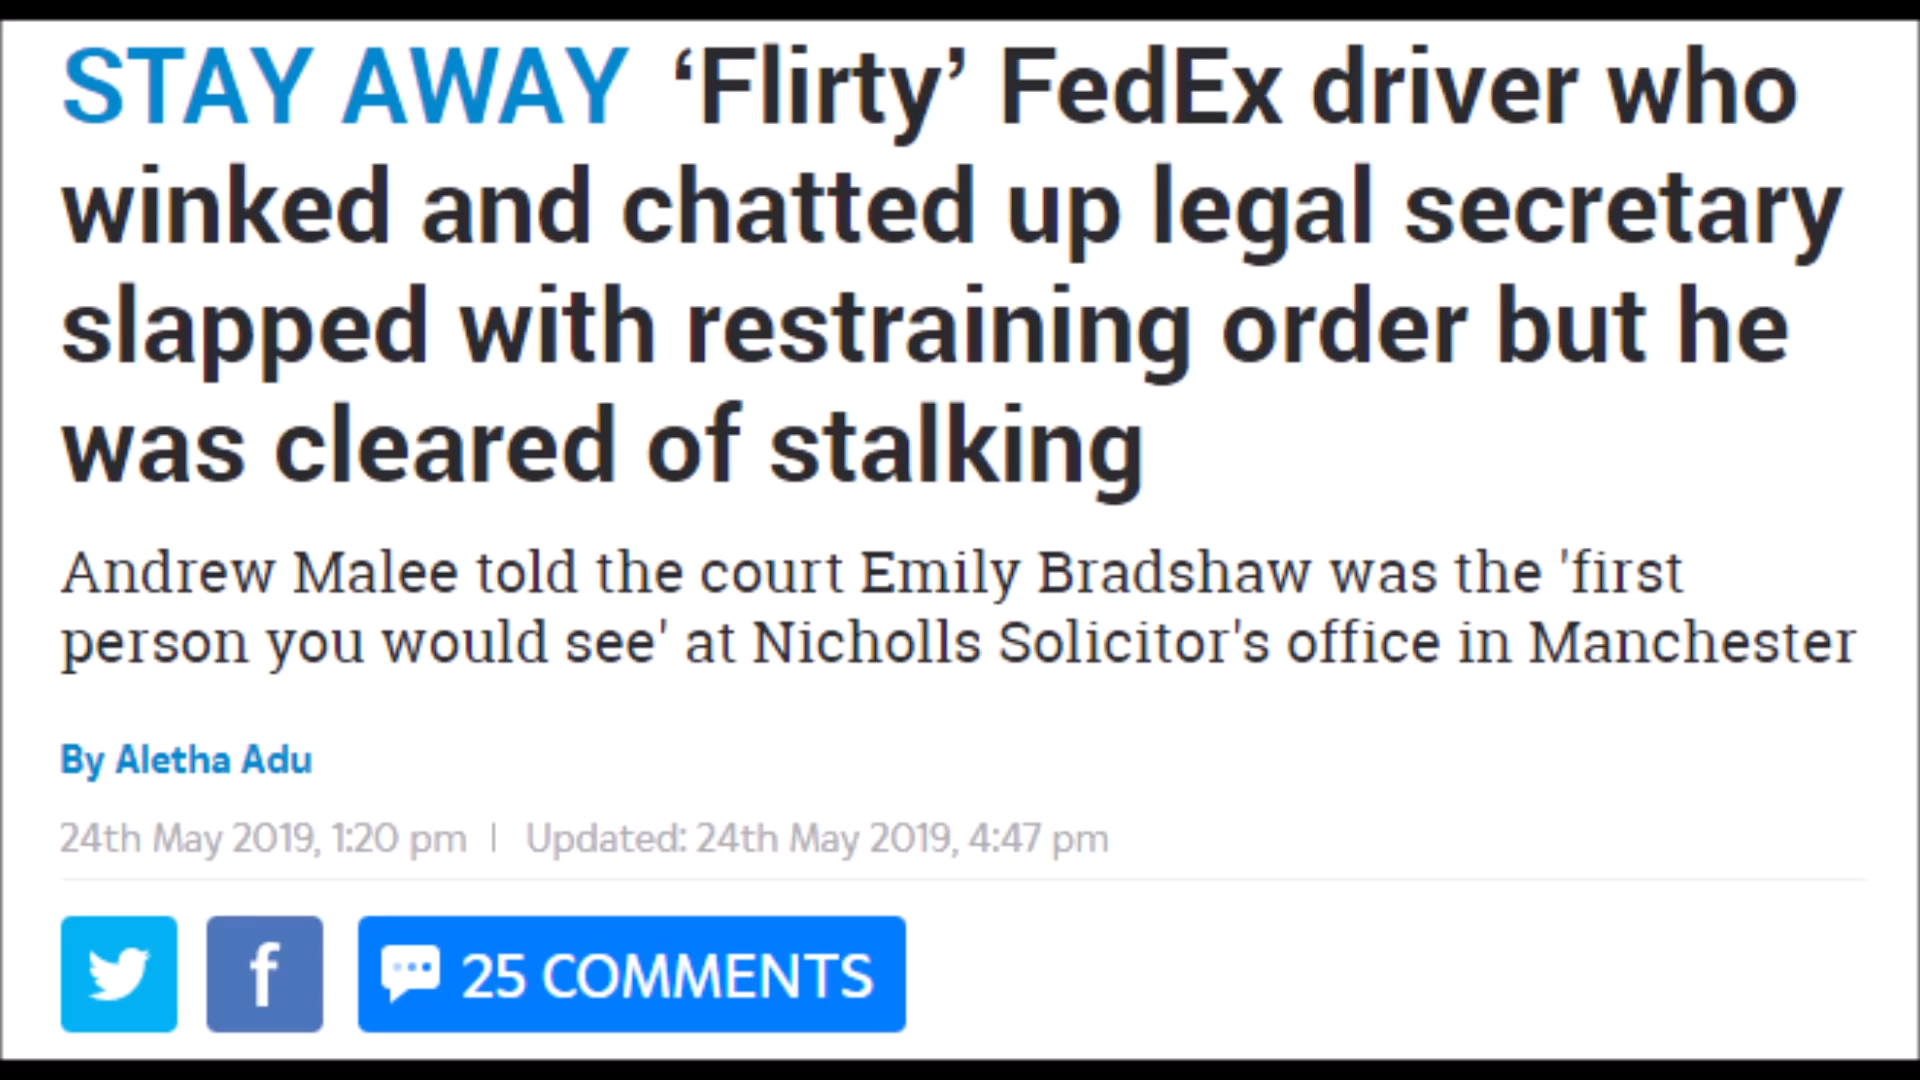 STAY AWAY ‘Flirty’ FedEx driver who
winked and chatted up legal secretary
slapped with restraining order but he
was cleared of stalking
Andrew Malee told the court Emily Bradshaw was the 'first
person you would see' at Nicholls Solicitor's office in Manchester
By Aletha Adu
24th May 2019, 1:20 pm | Updated: 24th May 2019, 4:47 pm
f 25 COMMENTS